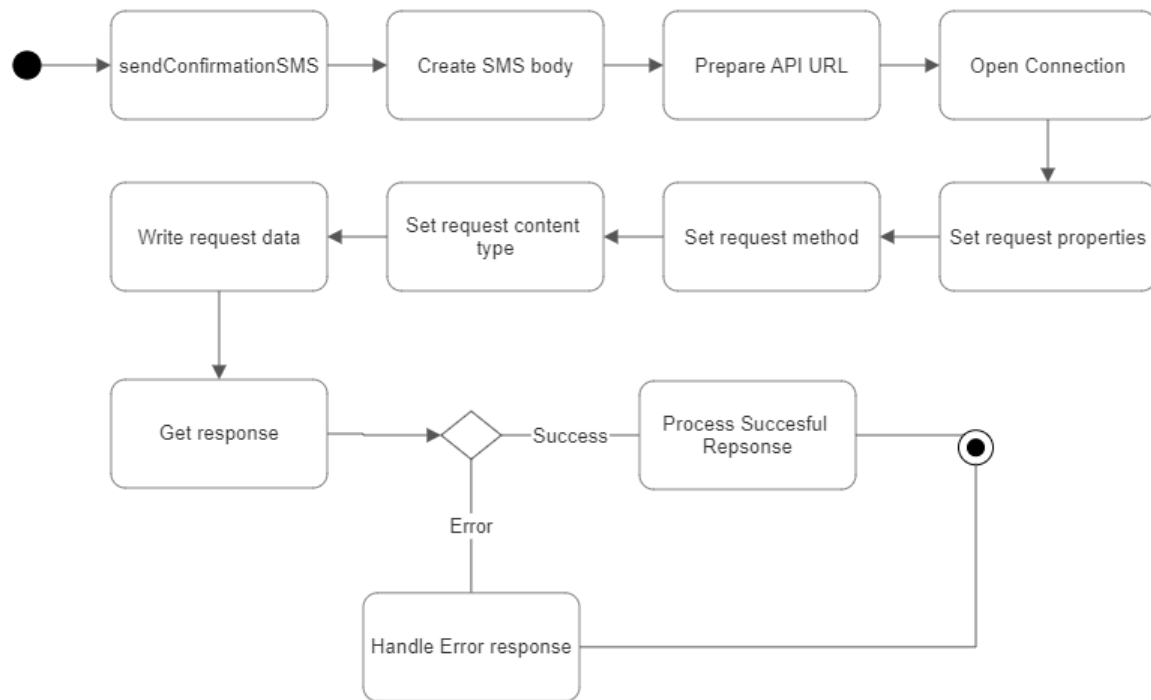 sendConfirmationSMS
Create SMS body
Prepare API URL
Open Connection
Set request properties
Set request method
Set request content
type
Write request data
Get response
Success
Process Succesful
Repsonse
Error
Handle Error response